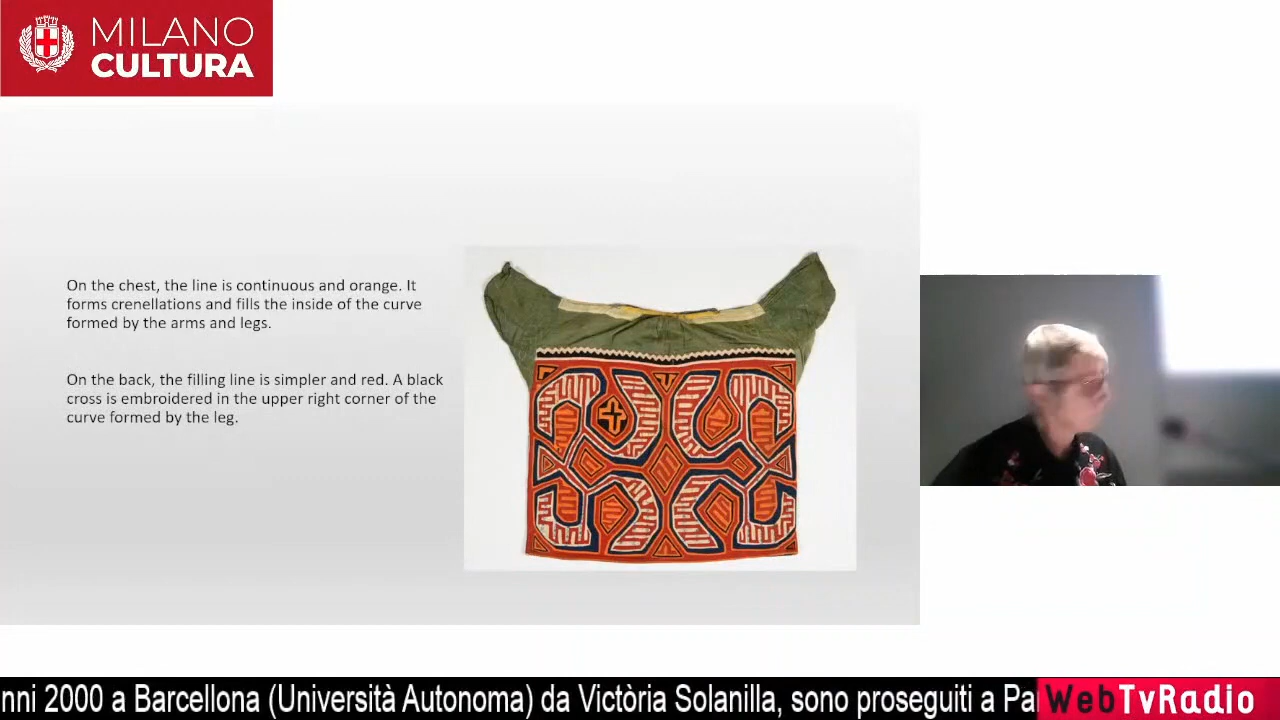 MILANO
CULTURA
On the chest, the line is continuous and orange. It
forms crenellations and fills the inside of the curve
formed by the arms and legs.
On the back, the filling line is simpler and red. A black
cross is embroidered in the upper right corner of the
curve formed by the leg.
nni 2000 a Barcellona (Università Autonoma) da Victòria Solanilla, sono proseguiti a Pa
WebTvRadio